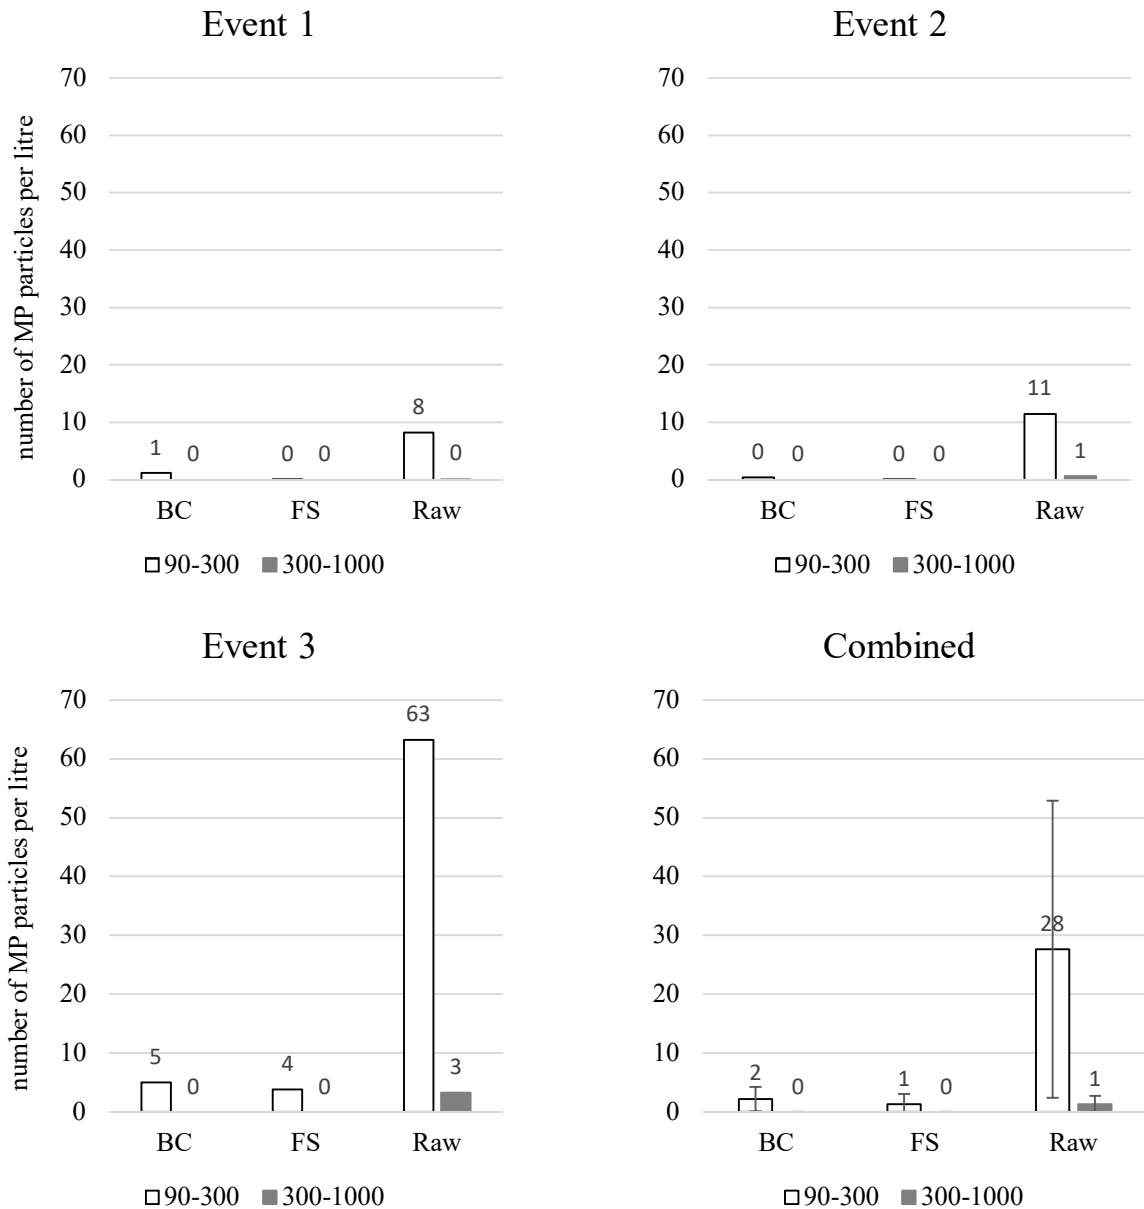 Event 1
number of MP particles per litre
70
60
50
40
30
20
10
0
1 0 0 0 8 0
BC FS Raw
90-300 300-1000
Event 2
70
60
50
40
30
20
10
0
0 0 0 0 11 1
BC FS Raw
90-300 300-1000
Event 3
number of MP particles per litre
70
60
50
40
30
20
10
0
5 0 4 0 63 3
BC FS Raw
90-300 300-1000
Combined
70
60
50
40
30
20
10
0
2 0 1 0 28 1
BC FS Raw
90-300 300-1000